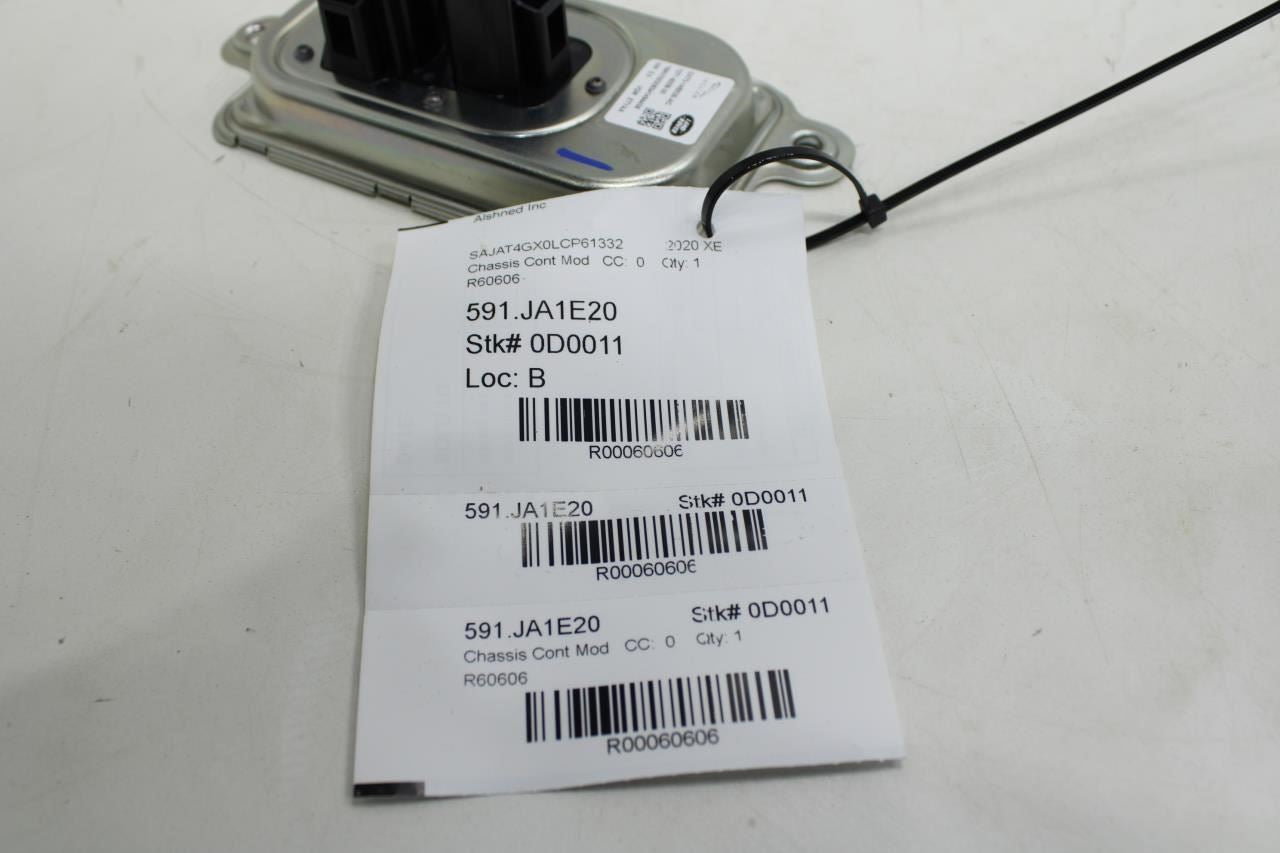 Alshned Inc
SAJAT4GX0LCP61332 2020 XE
Chassis Cont Mod CC: 0 Qty: 1
R60606
591.JA1E20
Stk# 0D0011
Loc: B
R00060606
591.JA1E20 Stk# 0D0011
R00060606
591.JA1E20 Stk# 0D0011
Chassis Cont Mod CC: 0 Qty: 1
R60606
R00060606